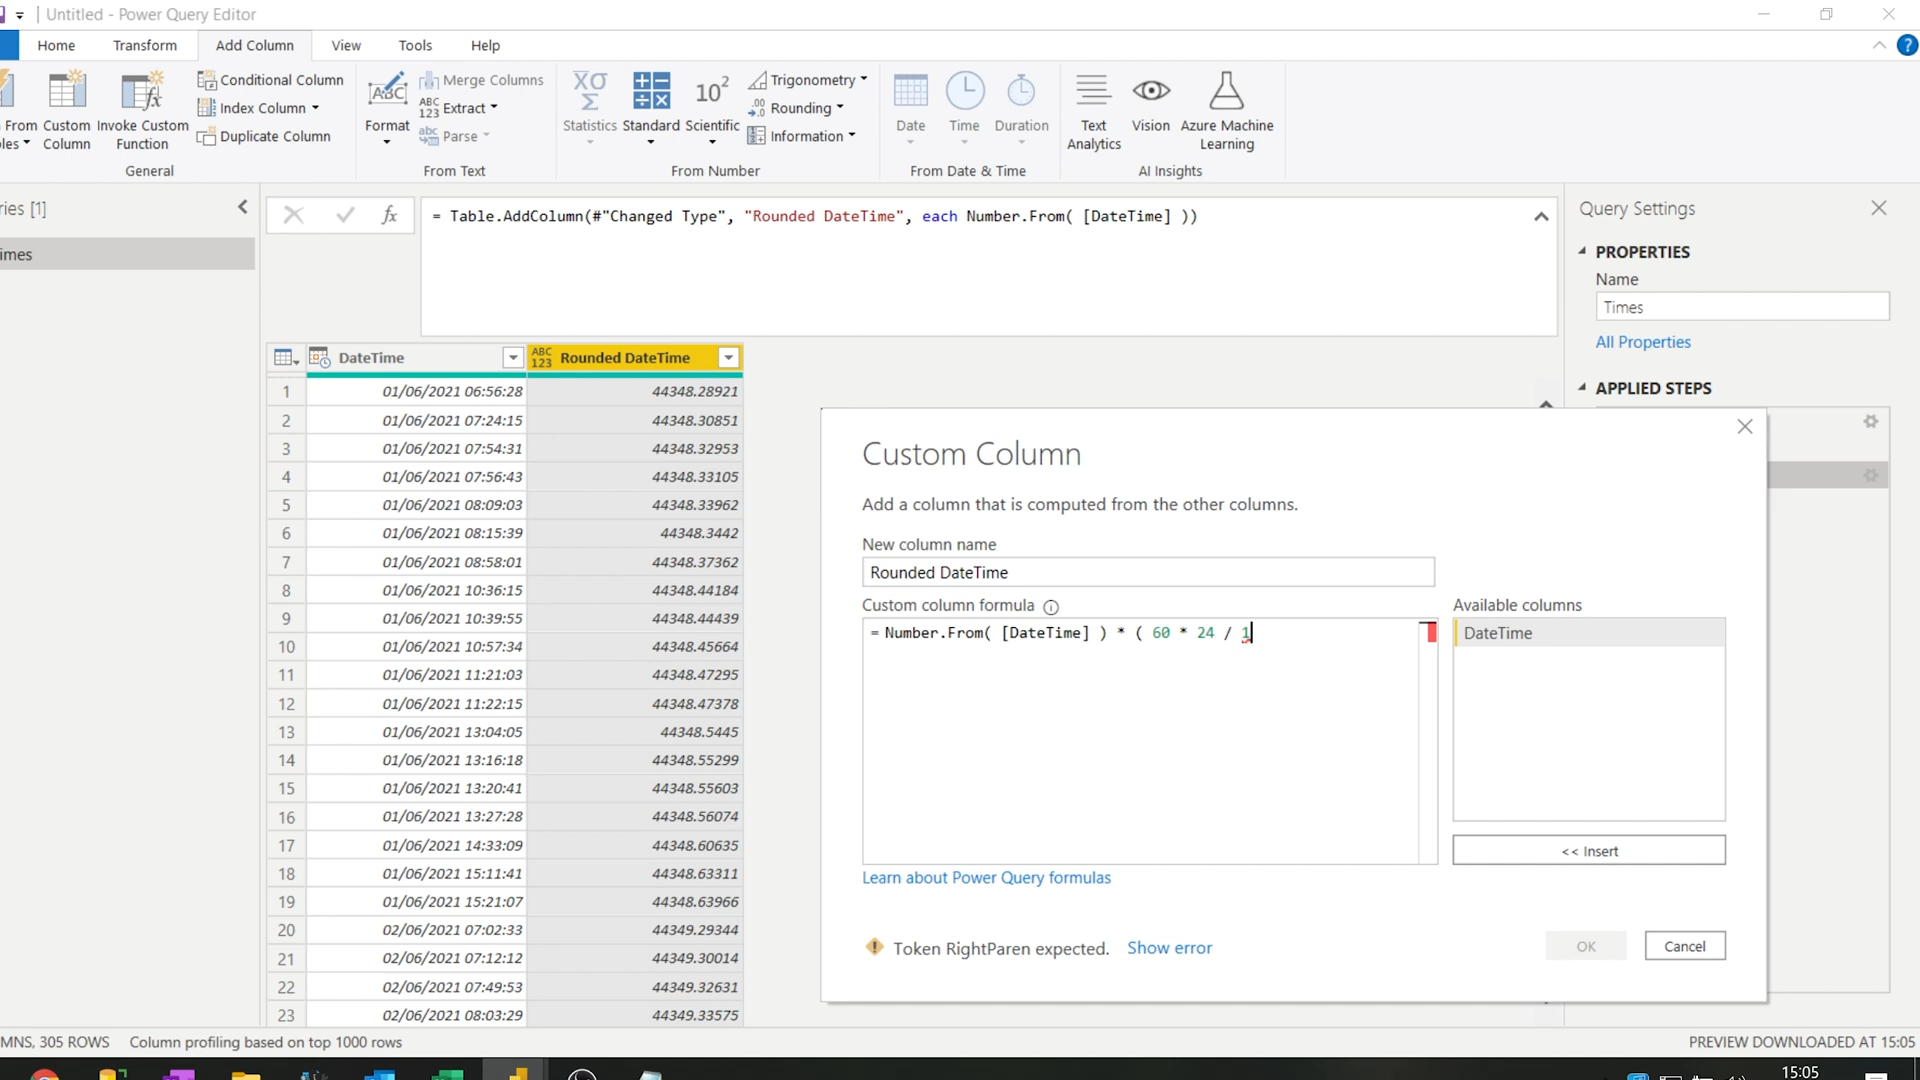 Untitled - Power Query Editor
Home Transform Add Column View Tools Help
From Custom Column
Invoke Custom Function
Conditional Column
Index Column
Duplicate Column
General
ABC
Format
Merge Columns
ABC 123 Extract
abc Parse
From Text
Χσ Σ
Statistics
Standard
10²
Scientific
Trigonometry
.00 Rounding
Information
From Number
Date
Time
Duration
From Date & Time
Text Analytics
Vision
Azure Machine Learning
AI Insights
ries [1]
imes
fx
= Table.AddColumn(#"Changed Type", "Rounded DateTime", each Number.From( [DateTime] ))
DateTime ABC 123 Rounded DateTime
1 01/06/2021 06:56:28 44348.28921
2 01/06/2021 07:24:15 44348.30851
3 01/06/2021 07:54:31 44348.32953
4 01/06/2021 07:56:43 44348.33105
5 01/06/2021 08:09:03 44348.33962
6 01/06/2021 08:15:39 44348.3442
7 01/06/2021 08:58:01 44348.37362
8 01/06/2021 10:36:15 44348.44184
9 01/06/2021 10:39:55 44348.44439
10 01/06/2021 10:57:34 44348.45664
11 01/06/2021 11:21:03 44348.47295
12 01/06/2021 11:22:15 44348.47378
13 01/06/2021 13:04:05 44348.5445
14 01/06/2021 13:16:18 44348.55299
15 01/06/2021 13:20:41 44348.55603
16 01/06/2021 13:27:28 44348.56074
17 01/06/2021 14:33:09 44348.60635
18 01/06/2021 15:11:41 44348.63311
19 01/06/2021 15:21:07 44348.63966
20 02/06/2021 07:02:33 44349.29344
21 02/06/2021 07:12:12 44349.30014
22 02/06/2021 07:49:53 44349.32631
23 02/06/2021 08:03:29 44349.33575
Custom Column
Add a column that is computed from the other columns.
New column name
Rounded DateTime
Custom column formula
= Number.From( [DateTime] ) * ( 60 * 24 / 1
Available columns
DateTime
<< Insert
Learn about Power Query formulas
Token RightParen expected. Show error
OK Cancel
Query Settings
PROPERTIES
Name
Times
All Properties
APPLIED STEPS
MNS, 305 ROWS Column profiling based on top 1000 rows
PREVIEW DOWNLOADED AT 15:05
15:05